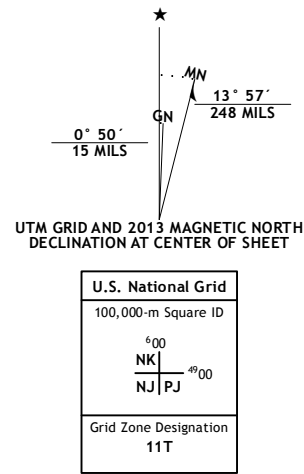 ★
MN
GN
13° 57´
248 MILS
0° 50´
15 MILS
UTM GRID AND 2013 MAGNETIC NORTH
DECLINATION AT CENTER OF SHEET
U.S. National Grid
100,000-m Square ID
⁶00
NK
⁴⁹00
NJ PJ
Grid Zone Designation
11T